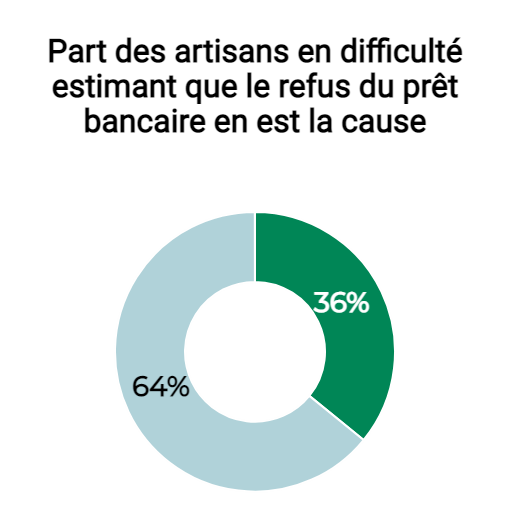 Part des artisans en difficulté
estimant que le refus du prêt
bancaire en est la cause
36%
64%